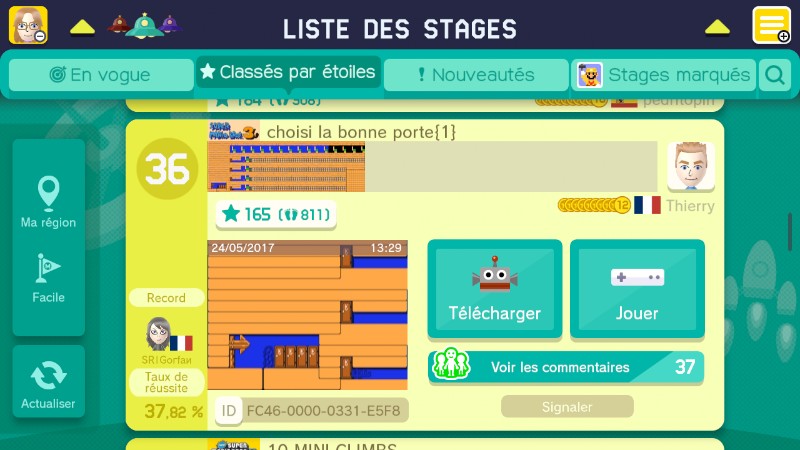 LISTE DES STAGES
En vogue
Classés par étoiles
Nouveautés
Stages marqués
36
choisi la bonne porte{1}
165 (811)
12
Thierry
24/05/2017 13:29
Ma région
Facile
Actualiser
Record
SRIGorfan
Taux de
réussite
37,82 %
Télécharger
Jouer
Voir les commentaires 37
Signaler
ID FC46-0000-0331-E5F8
10 MINI CLIMBS